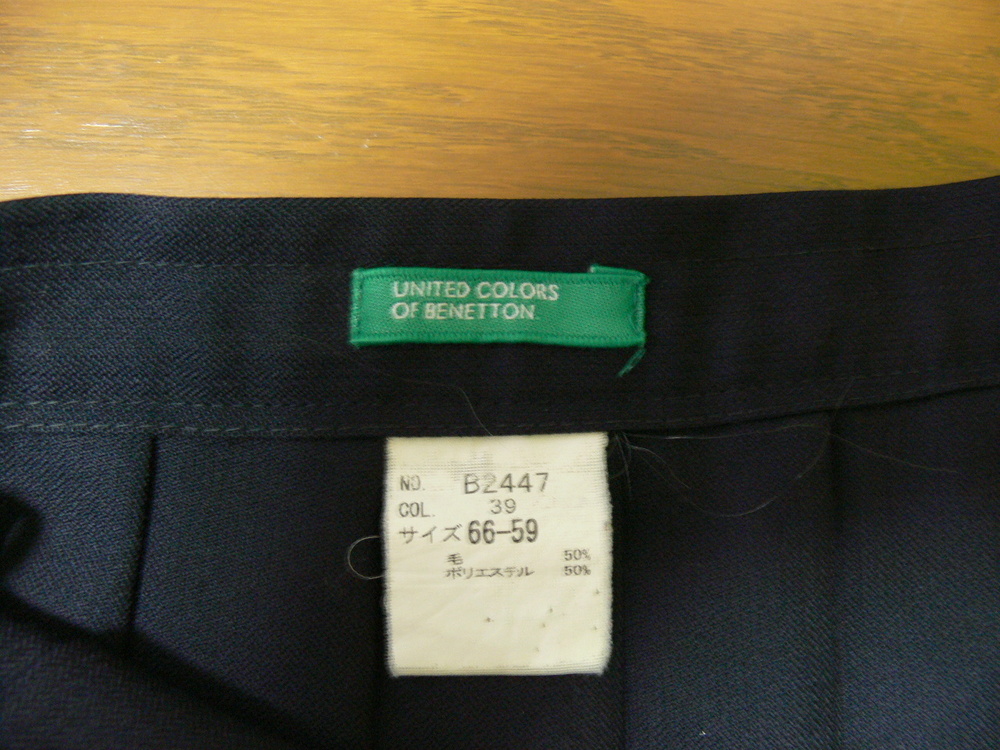 UNITED COLORS
OF BENETTON
NO. B2447
COL. 39
サイズ 66-59
毛 50%
ポリエステル 50%